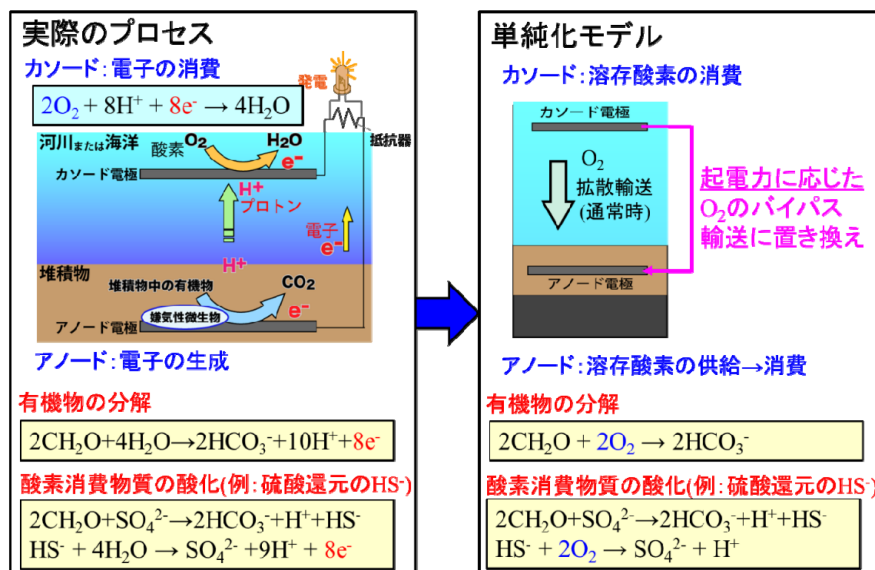 実際のプロセス
カソード：電子の消費
2O₂ + 8H⁺ + 8e⁻ → 4H₂O
発電
抵抗器
河川または海洋
酸素 O₂
H₂O
e⁻
カソード電極
H⁺
プロトン
電子
e⁻
H⁺
堆積物
堆積物中の有機物
CO₂
e⁻
嫌気性微生物
アノード電極
アノード：電子の生成
有機物の分解
2CH₂O+4H₂O→2HCO₃⁻+10H⁺+8e⁻
酸素消費物質の酸化(例：硫酸還元のHS⁻)
2CH₂O+SO₄²⁻→2HCO₃⁻+H⁺+HS⁻
HS⁻ + 4H₂O → SO₄²⁻ +9H⁺ + 8e⁻
単純化モデル
カソード：溶存酸素の消費
カソード電極
O₂
拡散輸送
(通常時)
起電力に応じた
O₂のバイパス
輸送に置き換え
アノード電極
アノード：溶存酸素の供給→消費
有機物の分解
2CH₂O + 2O₂ → 2HCO₃⁻
酸素消費物質の酸化(例：硫酸還元のHS⁻)
2CH₂O+SO₄²⁻→2HCO₃⁻+H⁺+HS⁻
HS⁻ + 2O₂ → SO₄²⁻ + H⁺